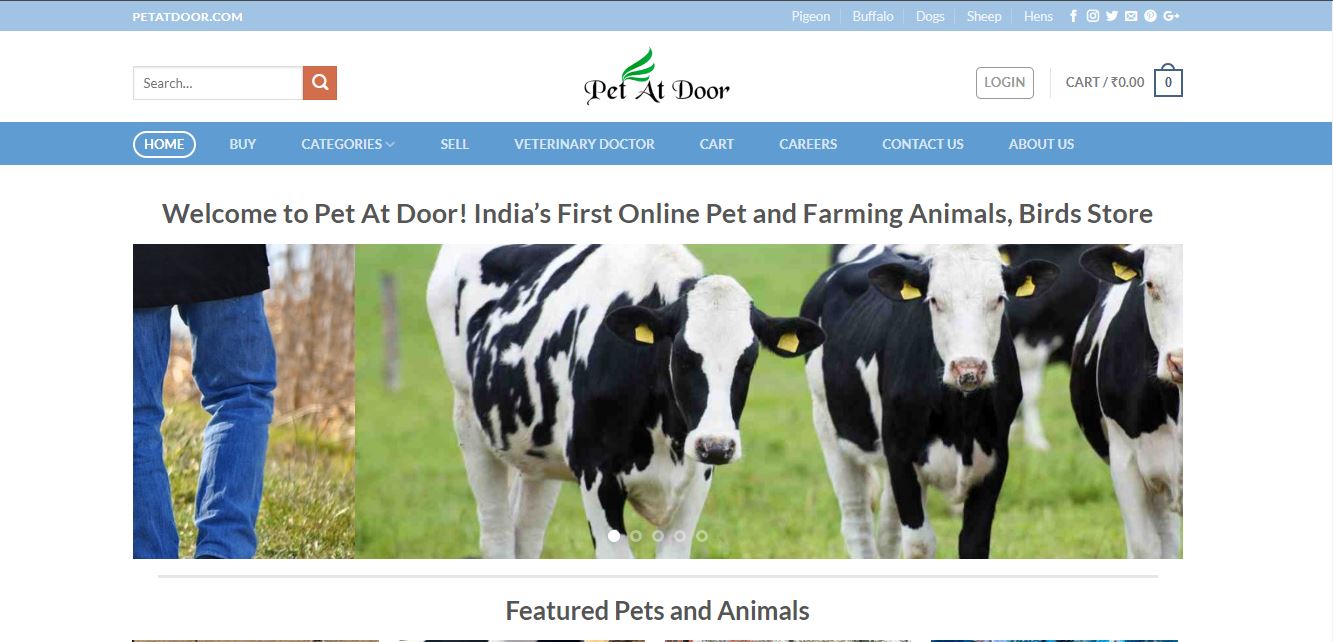 PETATDOOR.COM
Pigeon Buffalo Dogs Sheep Hens
Search...
Pet At Door
LOGIN
CART / ₹0.00
0
HOME BUY CATEGORIES SELL VETERINARY DOCTOR CART CAREERS CONTACT US ABOUT US
Welcome to Pet At Door! India’s First Online Pet and Farming Animals, Birds Store
Featured Pets and Animals